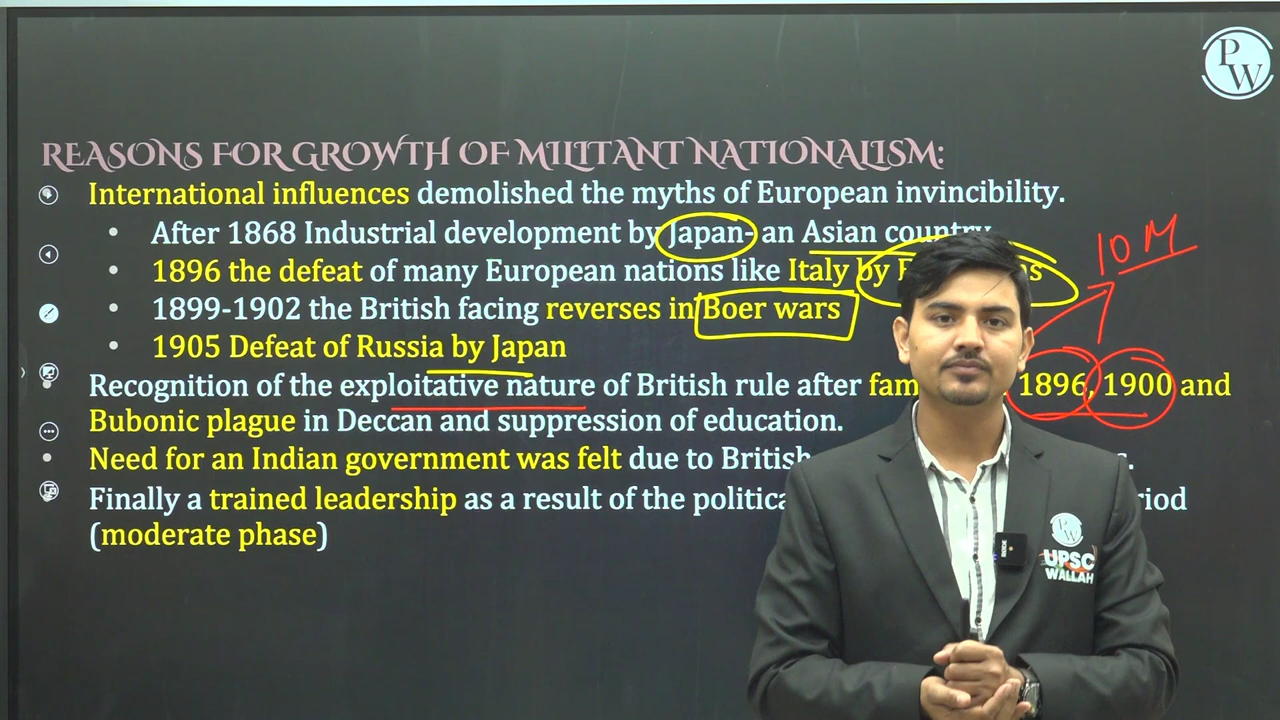 PW
REASONS FOR GROWTH OF MILITANT NATIONALISM:
International influences demolished the myths of European invincibility.
• After 1868 Industrial development by Japan- an Asian country
• 1896 the defeat of many European nations like Italy by
• 1899-1902 the British facing reverses in Boer wars
• 1905 Defeat of Russia by Japan
10 M
Recognition of the exploitative nature of British rule after 1896, 1900 and
Bubonic plague in Deccan and suppression of education.
• Need for an Indian government was felt due to British
Finally a trained leadership as a result of the
(moderate phase)
PW
UPSC
WALLAH